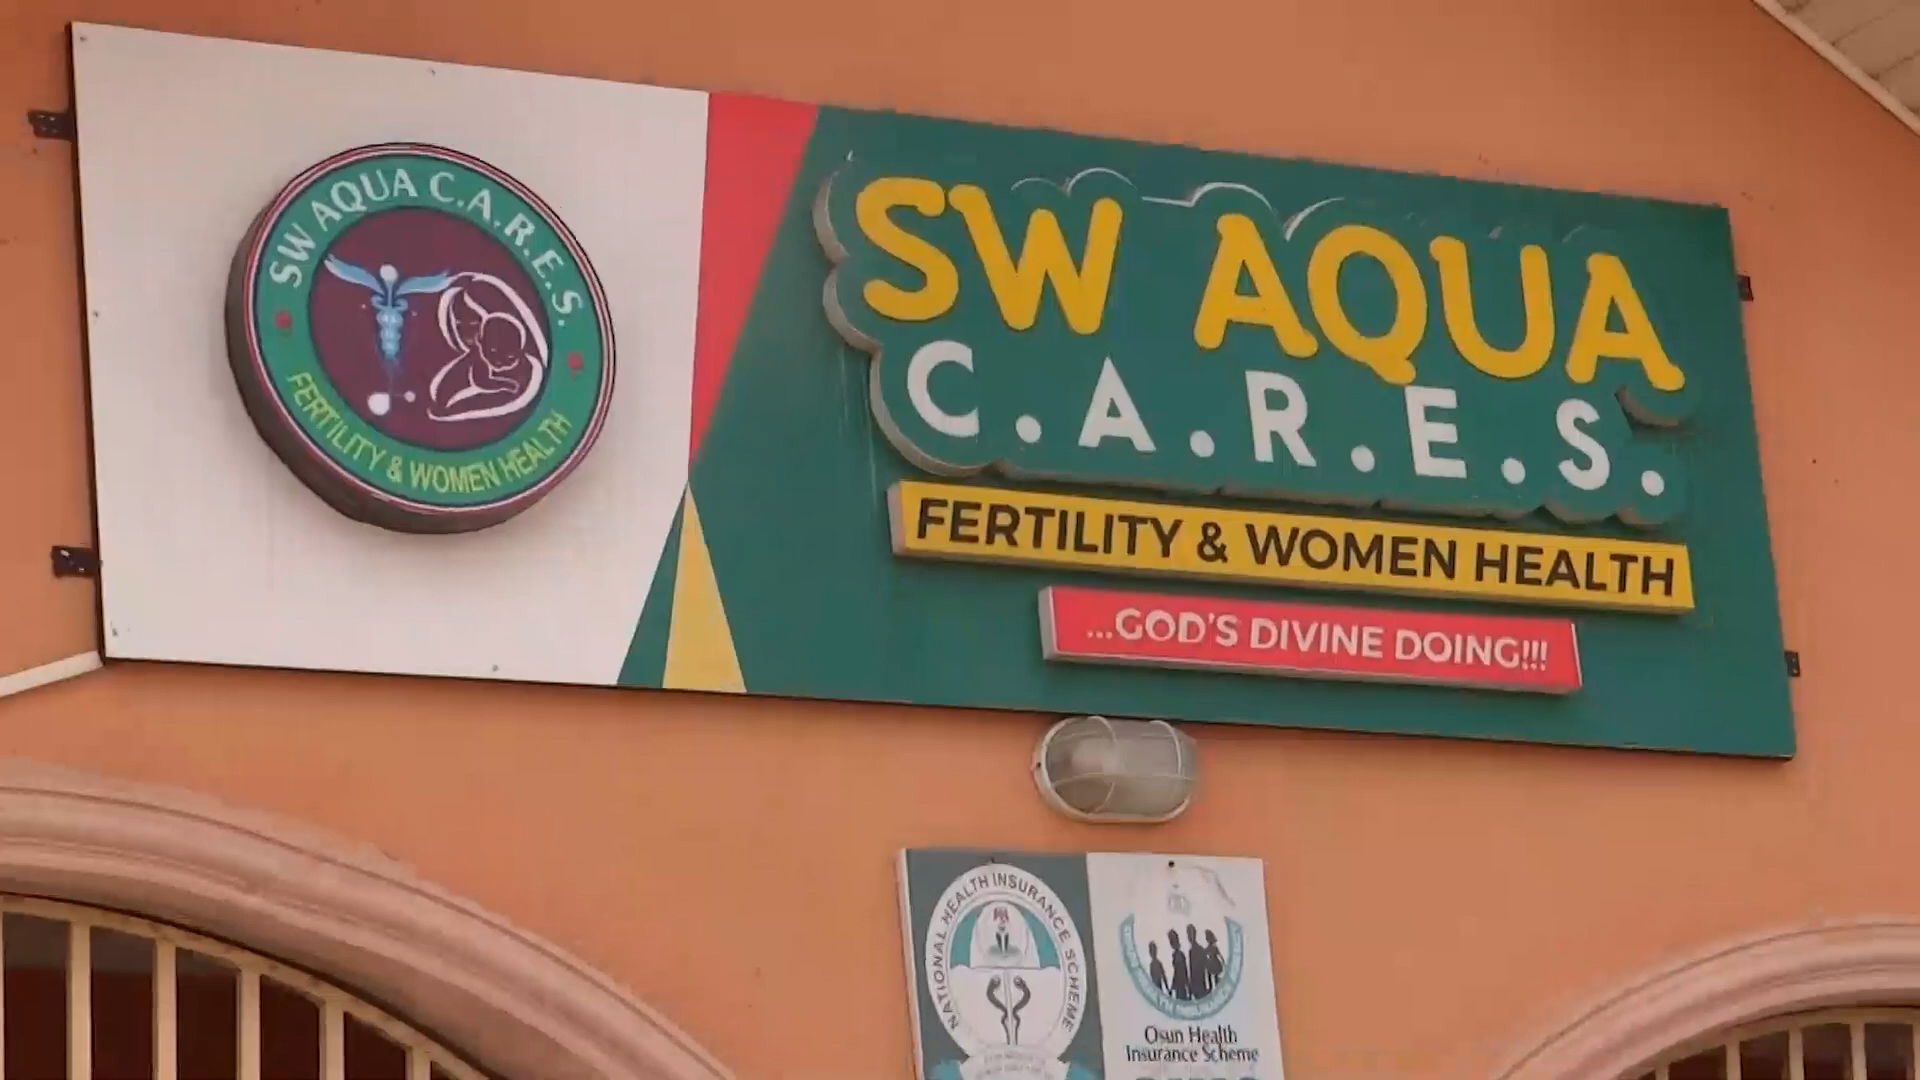 SW AQUA C.A.R.E.S.
FERTILITY & WOMEN HEALTH
SW AQUA
C.A.R.E.S.
FERTILITY & WOMEN HEALTH
...GOD'S DIVINE DOING!!!
NATIONAL HEALTH INSURANCE SCHEME
Osun Health
Insurance Scheme